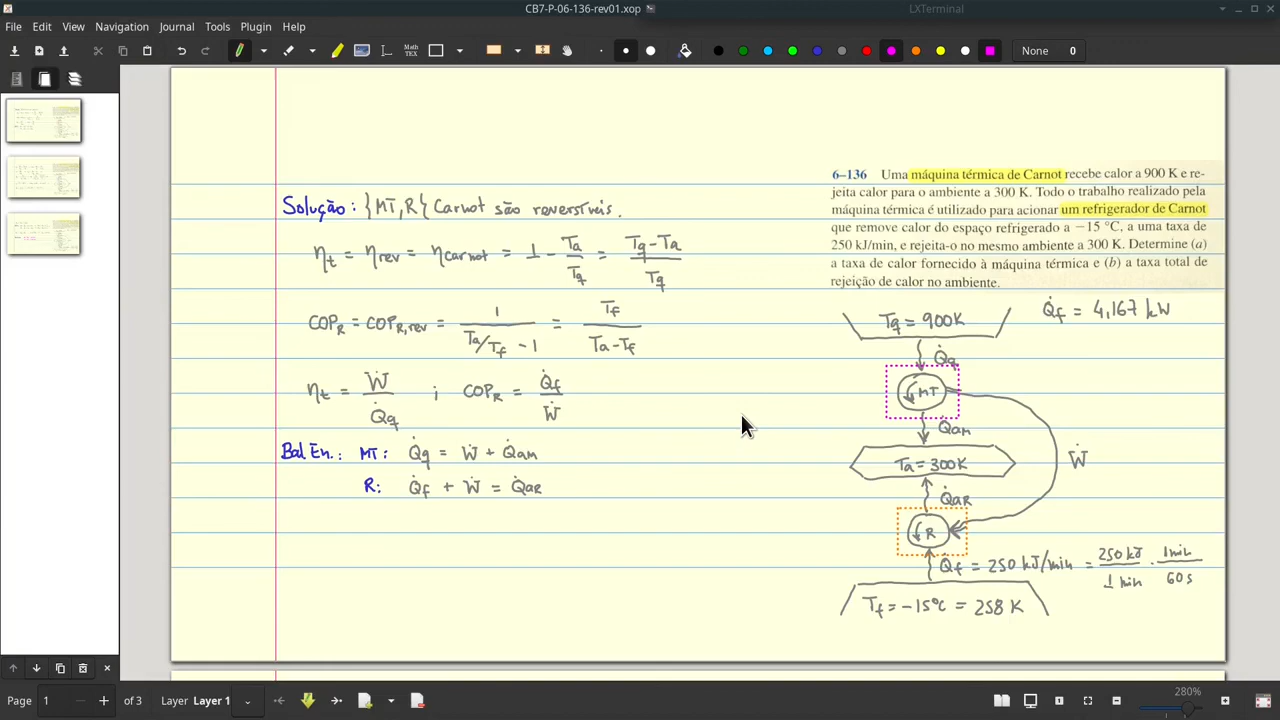 CB7-P-06-136-rev01.xop
LXTerminal
File Edit View Navigation Journal Tools Plugin Help
None 0
Solução: {MT, R} Carnot são reversíveis.
ηt = ηrev = ηcarnot = 1 - Ta/Tq = (Tq-Ta)/Tq
COPR = COPR,rev = 1/(Ta/Tf - 1) = Tf/(Ta-Tf)
ηt = Ẇ/Q̇q ; COPR = Q̇f/Ẇ
Bal En.: MT: Q̇q = Ẇ + Q̇am
R: Q̇f + Ẇ = Q̇aR
6–136 Uma máquina térmica de Carnot recebe calor a 900 K e re-
jeita calor para o ambiente a 300 K. Todo o trabalho realizado pela
máquina térmica é utilizado para acionar um refrigerador de Carnot
que remove calor do espaço refrigerado a −15 °C, a uma taxa de
250 kJ/min, e rejeita-o no mesmo ambiente a 300 K. Determine (a)
a taxa de calor fornecido à máquina térmica e (b) a taxa total de
rejeição de calor no ambiente.
Q̇f = 4,167 kW
Tq = 900K
Q̇q
MT
Q̇am
Ta = 300K
Ẇ
Q̇aR
R
Q̇f = 250 kJ/min = 250 kJ/1 min · 1min/60s
Tf = -15°C = 258 K
Page 1 of 3 Layer Layer 1
280%